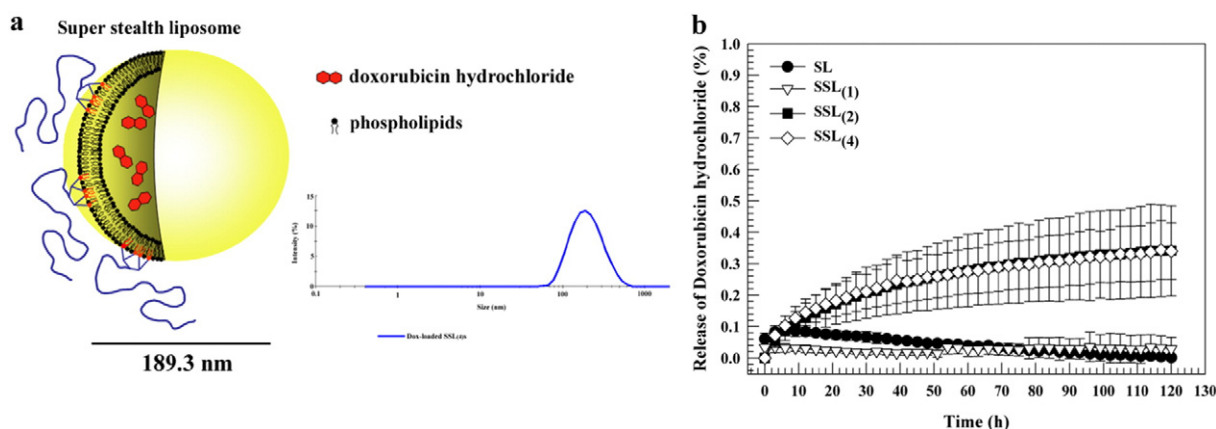 a
Super stealth liposome
doxorubicin hydrochloride
phospholipids
189.3 nm
Intensity (%)
15
10
5
0
0.1
1
10
100
1000
Size (nm)
b
Release of Doxorubicin hydrochloride (%)
1.0
0.9
0.8
0.7
0.6
0.5
0.4
0.3
0.2
0.1
0.0
SL
SSL(1)
SSL(2)
SSL(4)
0 10 20 30 40 50 60 70 80 90 100 110 120 130
Time (h)